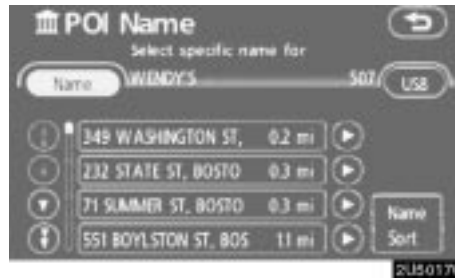 POI Name
Select specific name for
Name WENDY'S 507 USB
349 WASHINGTON ST, 0.2 mi
232 STATE ST, BOSTO 0.3 mi
71 SUMMER ST, BOSTO 0.3 mi
551 BOYLSTON ST, BOS 1.1 mi
Name
Sort
2U5017